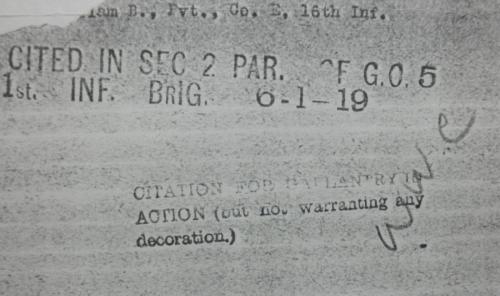 B., Pvt., Co. E, 16th Inf.
CITED IN SEC 2 PAR. OF G.O. 5
1st. INF. BRIG. 6-1-19
CITATION FOR GALLANTRY IN
ACTION (but not warranting any
decoration.)